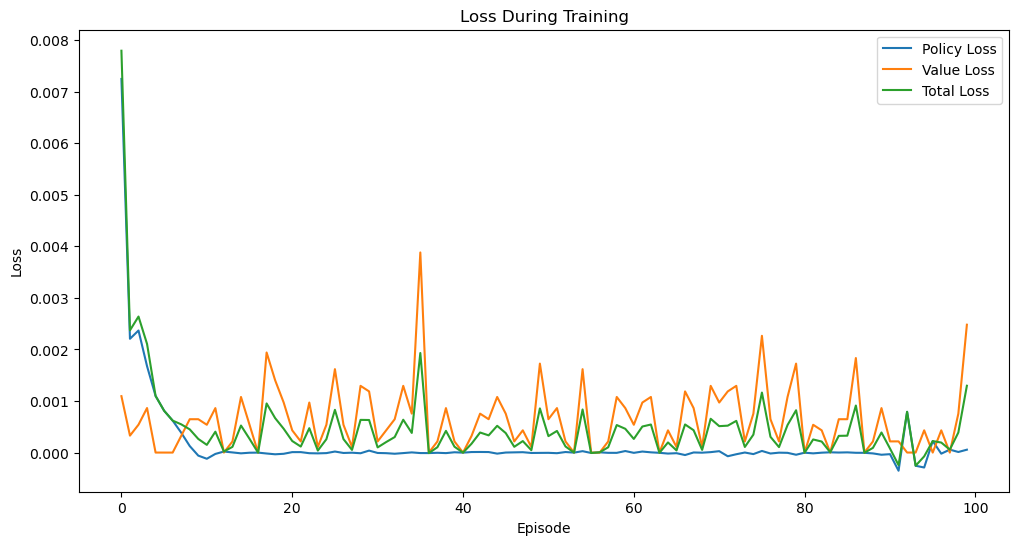 Loss During Training
Policy Loss
Value Loss
Total Loss
0.008
0.007
0.006
0.005
0.004
0.003
0.002
0.001
0.000
Loss
0 20 40 60 80 100
Episode